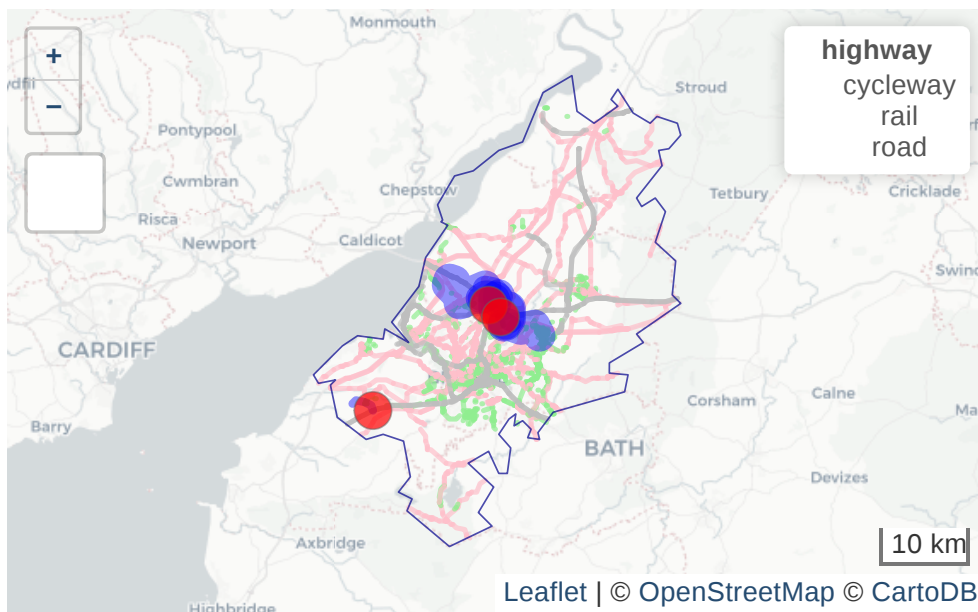 +
−
Monmouth
Stroud
Pontypool
Cwmbran
Chepstow
Tetbury
Cricklade
Risca
Newport
Caldicot
CARDIFF
Barry
Corsham
Calne
BATH
Devizes
Axbridge
Highbridge
highway
cycleway
rail
road
10 km
Leaflet | © OpenStreetMap © CartoDB